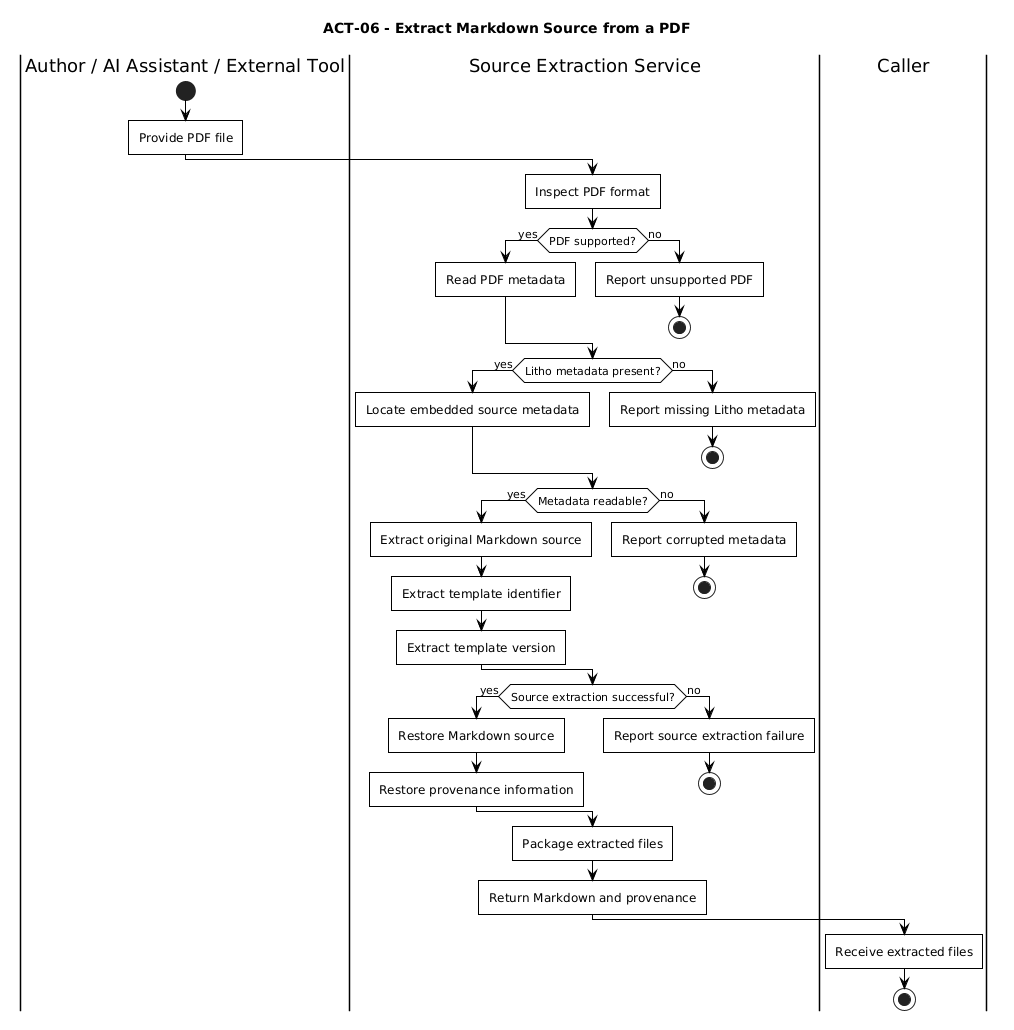 ACT-06 - Extract Markdown Source from a PDF
Author / AI Assistant / External Tool
Source Extraction Service
Caller
Provide PDF file
Inspect PDF format
PDF supported?
yes
no
Read PDF metadata
Report unsupported PDF
Litho metadata present?
yes
no
Locate embedded source metadata
Report missing Litho metadata
Metadata readable?
yes
no
Extract original Markdown source
Report corrupted metadata
Extract template identifier
Extract template version
Source extraction successful?
yes
no
Restore Markdown source
Report source extraction failure
Restore provenance information
Package extracted files
Return Markdown and provenance
Receive extracted files